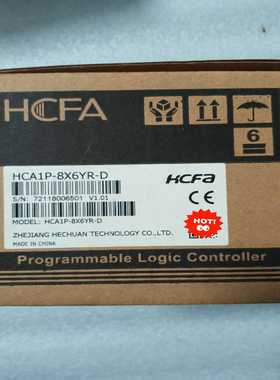 HCFA
6
HCA1P-8X6YR-D
HCFA
S/N: 72118006501 V1.01
CE
HOT!
MODEL: HCA1P-8X6YR-D
ZHEJIANG HECHUAN TECHNOLOGY CO.,LTD.
MADE IN CHINA
Programmable Logic Controller